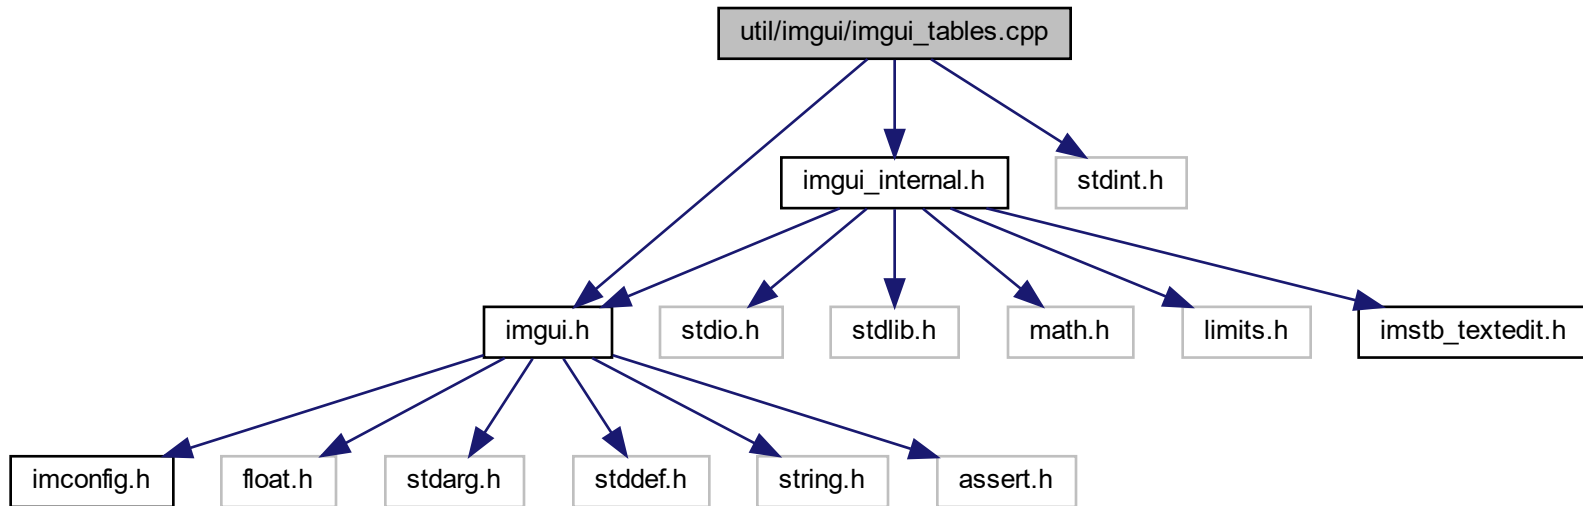 util/imgui/imgui_tables.cpp
imgui_internal.h
stdint.h
imgui.h
stdio.h
stdlib.h
math.h
limits.h
imstb_textedit.h
imconfig.h
float.h
stdarg.h
stddef.h
string.h
assert.h